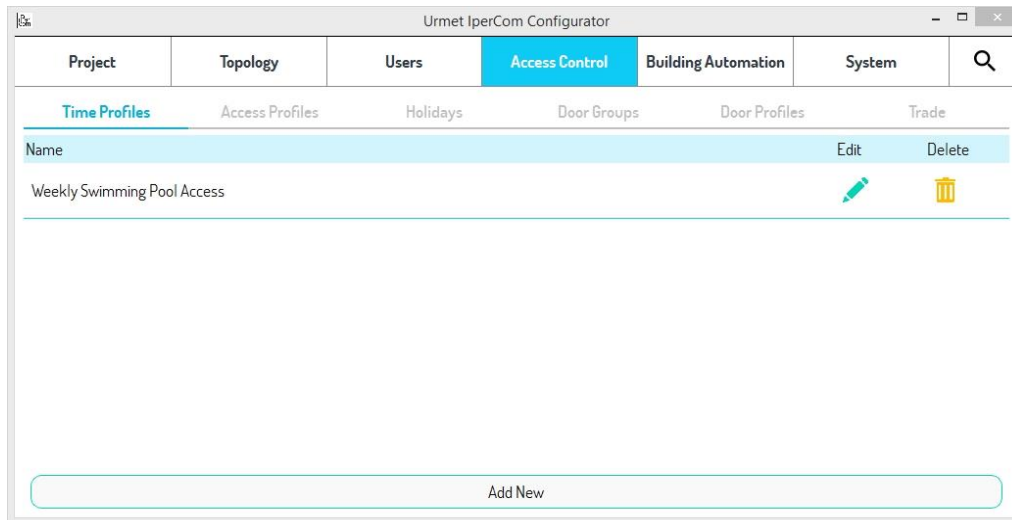 Urmet IperCom Configurator
Project Topology Users Access Control Building Automation System
Time Profiles Access Profiles Holidays Door Groups Door Profiles Trade
Name Edit Delete
Weekly Swimming Pool Access
Add New